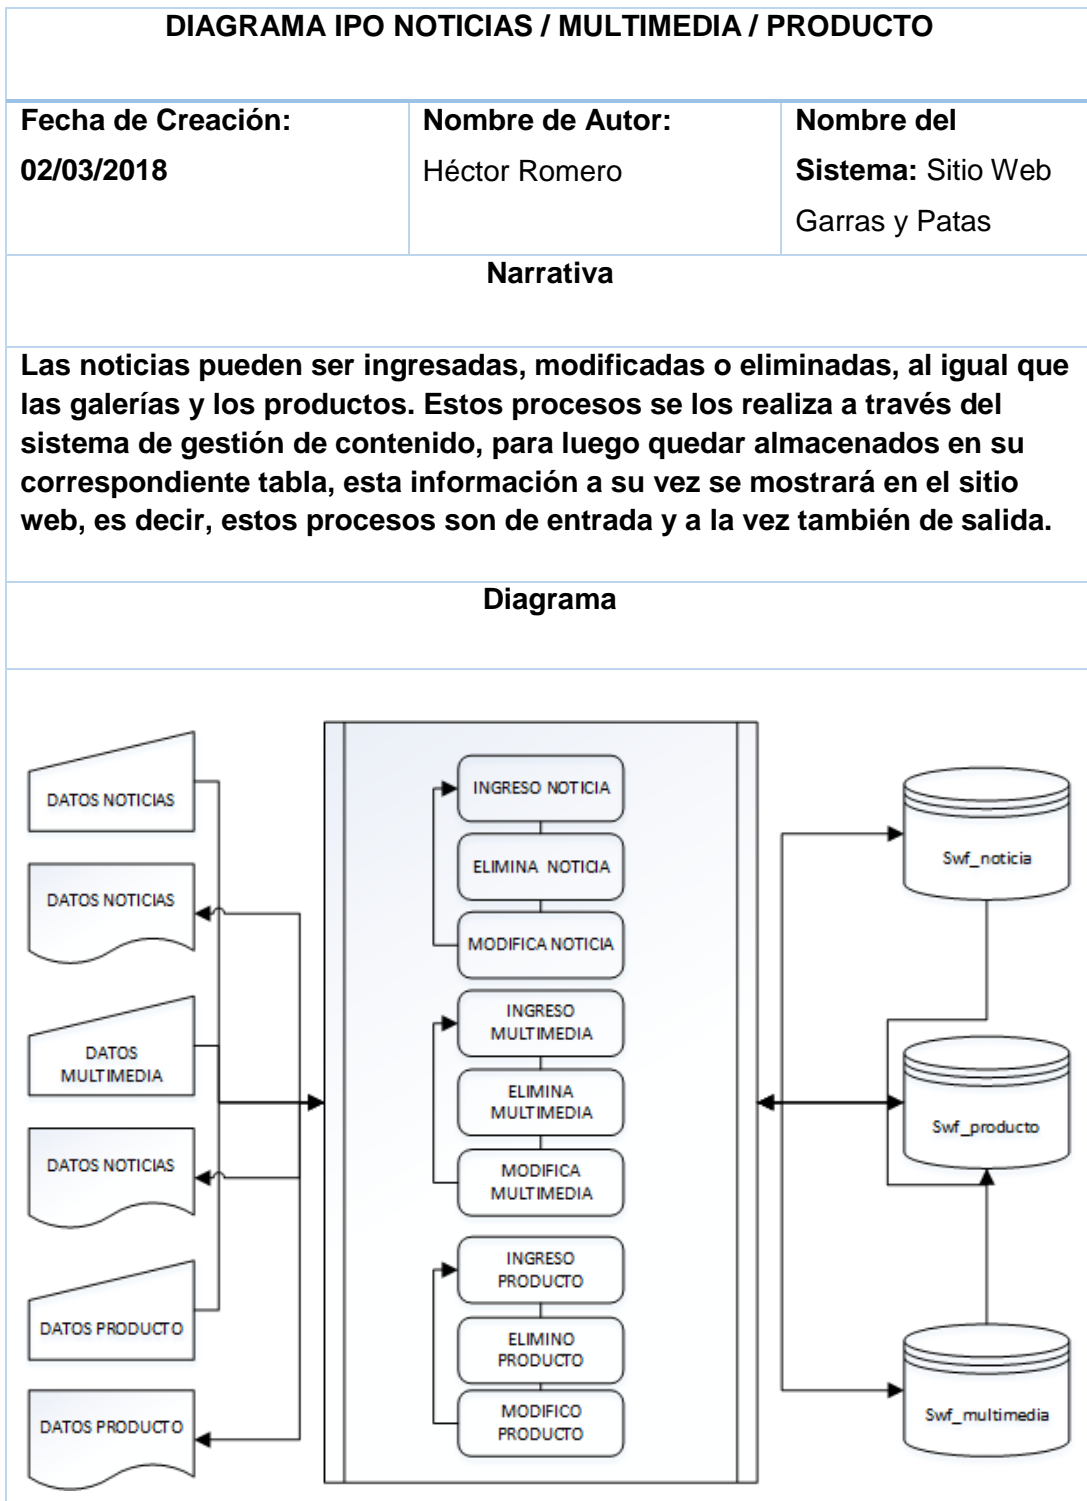 DIAGRAMA IPO NOTICIAS / MULTIMEDIA / PRODUCTO
Fecha de Creación:
02/03/2018
Nombre de Autor:
Héctor Romero
Nombre del
Sistema: Sitio Web
Garras y Patas
Narrativa
Las noticias pueden ser ingresadas, modificadas o eliminadas, al igual que
las galerías y los productos. Estos procesos se los realiza a través del
sistema de gestión de contenido, para luego quedar almacenados en su
correspondiente tabla, esta información a su vez se mostrará en el sitio
web, es decir, estos procesos son de entrada y a la vez también de salida.
Diagrama
DATOS NOTICIAS
DATOS NOTICIAS
DATOS
MULTIMEDIA
DATOS NOTICIAS
DATOS PRODUCTO
DATOS PRODUCTO
INGRESO NOTICIA
ELIMINA NOTICIA
MODIFICA NOTICIA
INGRESO
MULTIMEDIA
ELIMINA
MULTIMEDIA
MODIFICA
MULTIMEDIA
INGRESO
PRODUCTO
ELIMINO
PRODUCTO
MODIFICO
PRODUCTO
Swf_noticia
Swf_producto
Swf_multimedia